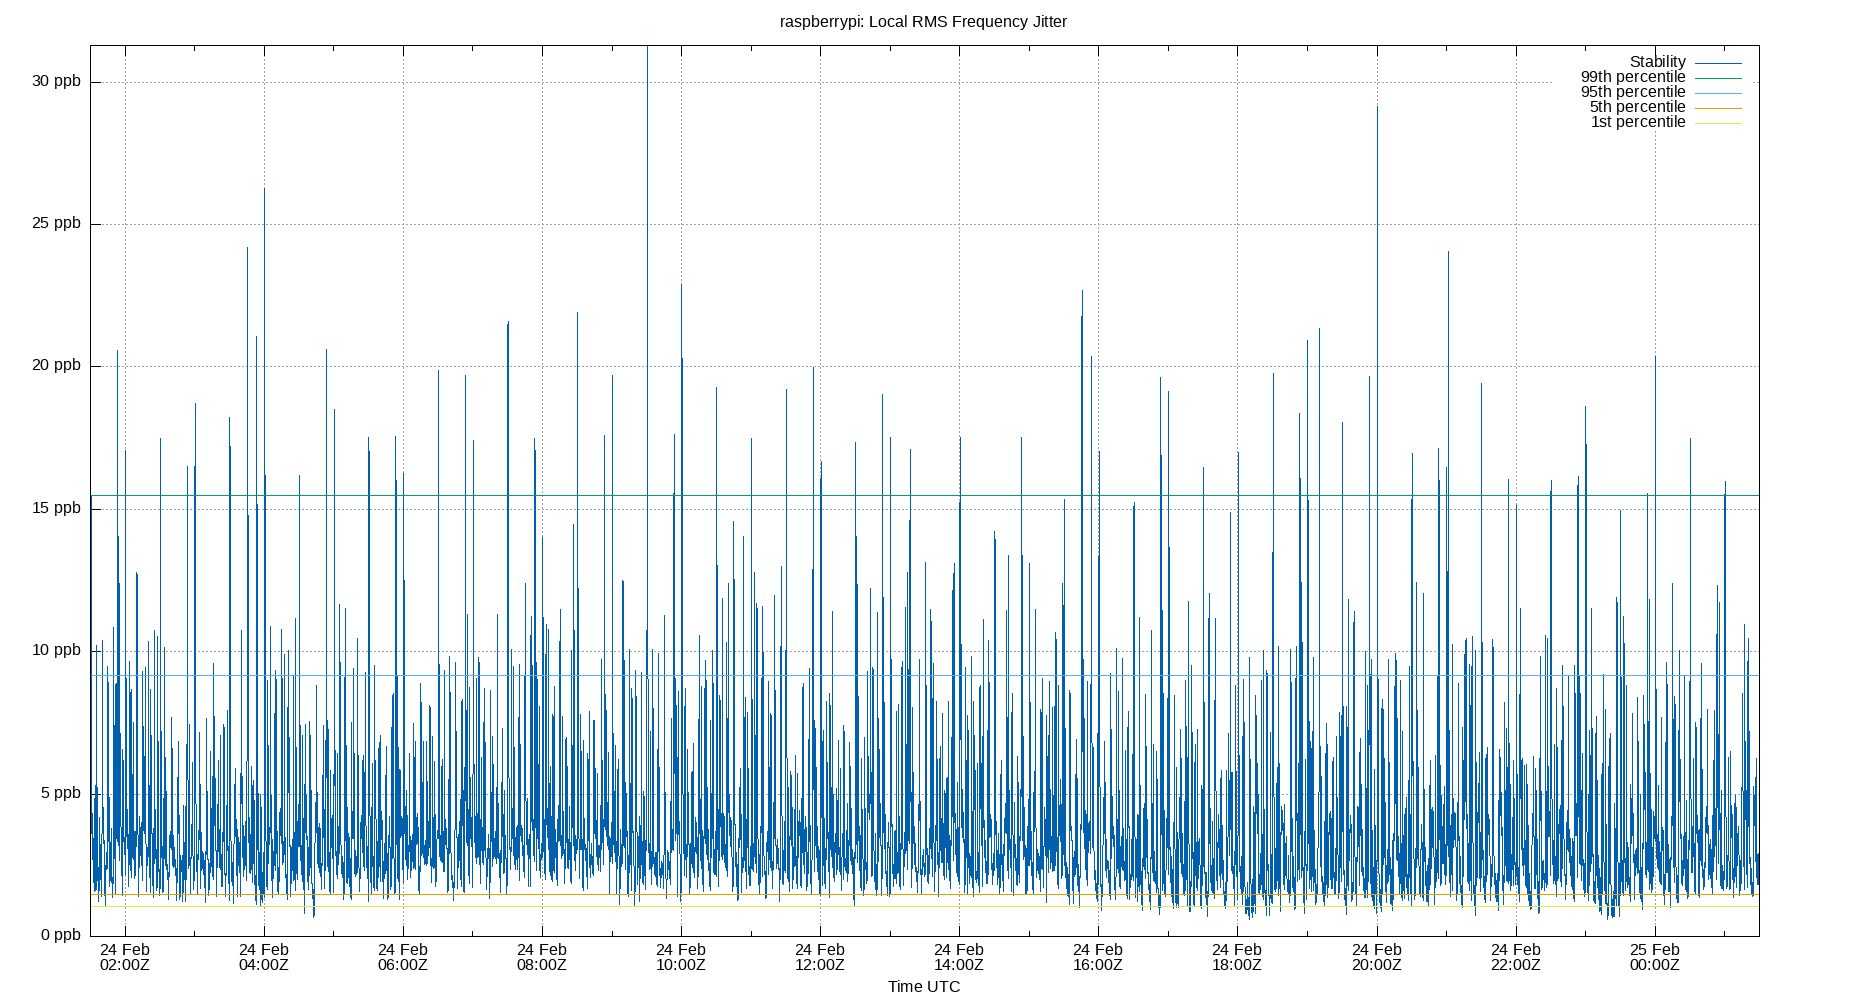 raspberrypi: Local RMS Frequency Jitter
30 ppb
25 ppb
20 ppb
15 ppb
10 ppb
5 ppb
0 ppb
Stability
99th percentile
95th percentile
5th percentile
1st percentile
24 Feb 24 Feb 24 Feb 24 Feb 24 Feb 24 Feb 24 Feb 24 Feb 24 Feb 24 Feb 24 Feb 25 Feb
02:00Z 04:00Z 06:00Z 08:00Z 10:00Z 12:00Z 14:00Z 16:00Z 18:00Z 20:00Z 22:00Z 00:00Z
Time UTC